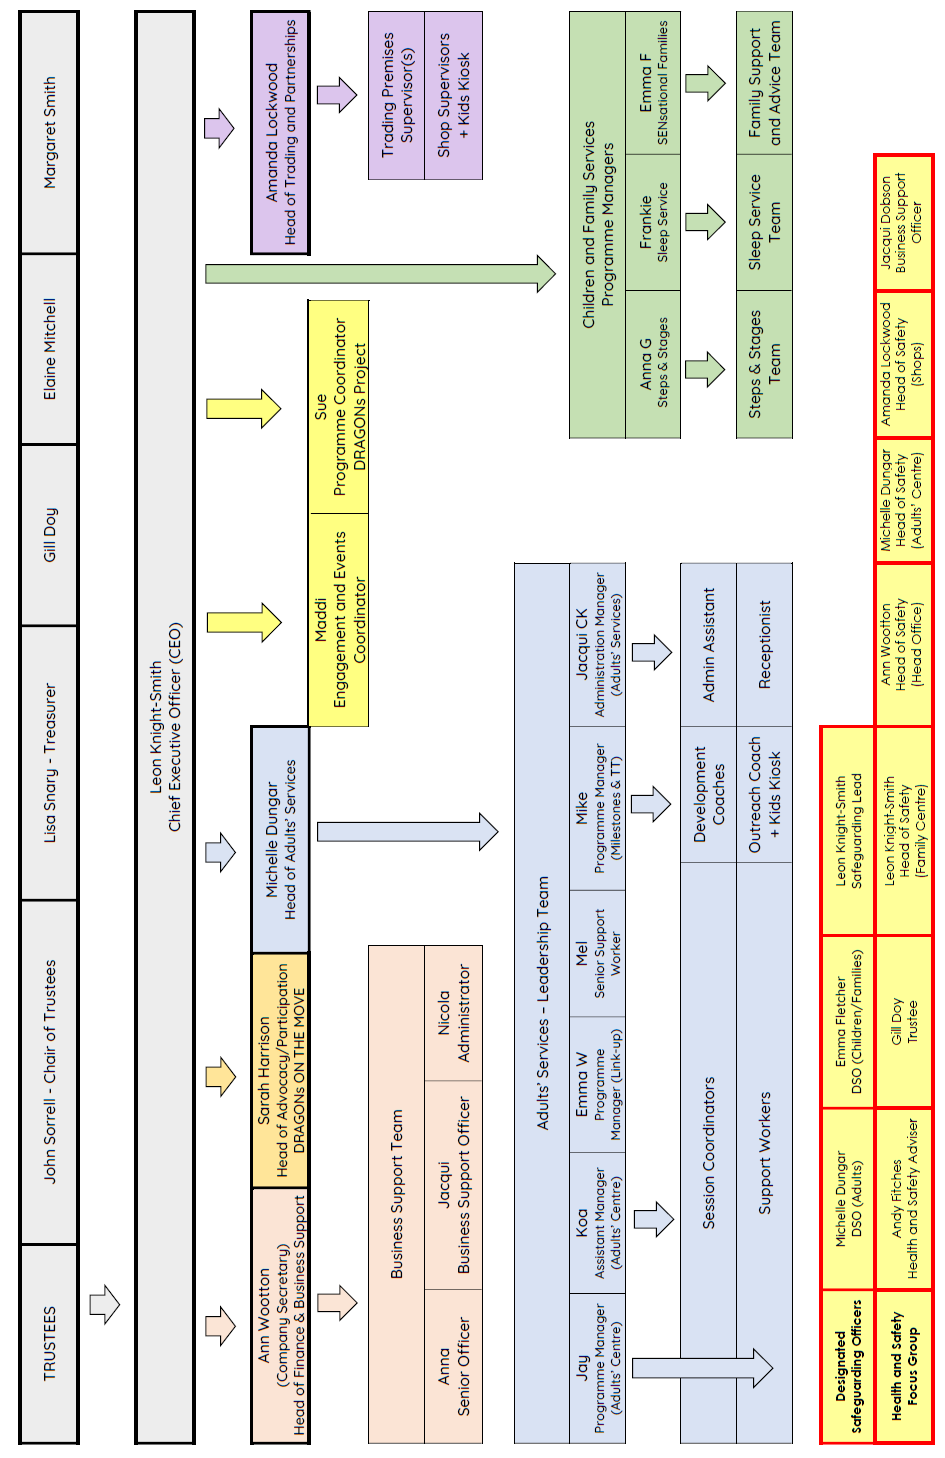 TRUSTEES
John Sorrell - Chair of Trustees
Lisa Snary - Treasurer
Gill Doy
Elaine Mitchell
Margaret Smith
Leon Knight-Smith
Chief Executive Officer (CEO)
Ann Wootton
(Company Secretary)
Head of Finance & Business Support
Sarah Harrison
Head of Advocacy/Participation
DRAGONs ON THE MOVE
Michelle Dungar
Head of Adults' Services
Maddi
Engagement and Events
Coordinator
Sue
Programme Coordinator
DRAGONs Project
Amanda Lockwood
Head of Trading and Partnerships
Trading Premises
Supervisor(s)
Shop Supervisors
+ Kids Kiosk
Business Support Team
Anna
Senior Officer
Jacqui
Business Support Officer
Nicola
Administrator
Adults' Services – Leadership Team
Jay
Programme Manager
(Adults' Centre)
Koa
Assistant Manager
(Adults' Centre)
Emma W
Programme
Manager (Link-up)
Mel
Senior Support
Worker
Mike
Programme Manager
(Milestones & TT)
Jacqui CK
Administration Manager
(Adults' Services)
Session Coordinators
Development
Coaches
Admin Assistant
Support Workers
Outreach Coach
+ Kids Kiosk
Receptionist
Children and Family Services
Programme Managers
Anna G
Steps & Stages
Frankie
Sleep Service
Emma F
SENsational Families
Steps & Stages
Team
Sleep Service
Team
Family Support
and Advice Team
Designated
Safeguarding Officers
Michelle Dungar
DSO (Adults)
Emma Fletcher
DSO (Children/Families)
Leon Knight-Smith
Safeguarding Lead
Health and Safety
Focus Group
Andy Fitches
Health and Safety Adviser
Gill Doy
Trustee
Leon Knight-Smith
Head of Safety
(Family Centre)
Ann Wootton
Head of Safety
(Head Office)
Michelle Dungar
Head of Safety
(Adults' Centre)
Amanda Lockwood
Head of Safety
(Shops)
Jacqui Dobson
Business Support
Officer